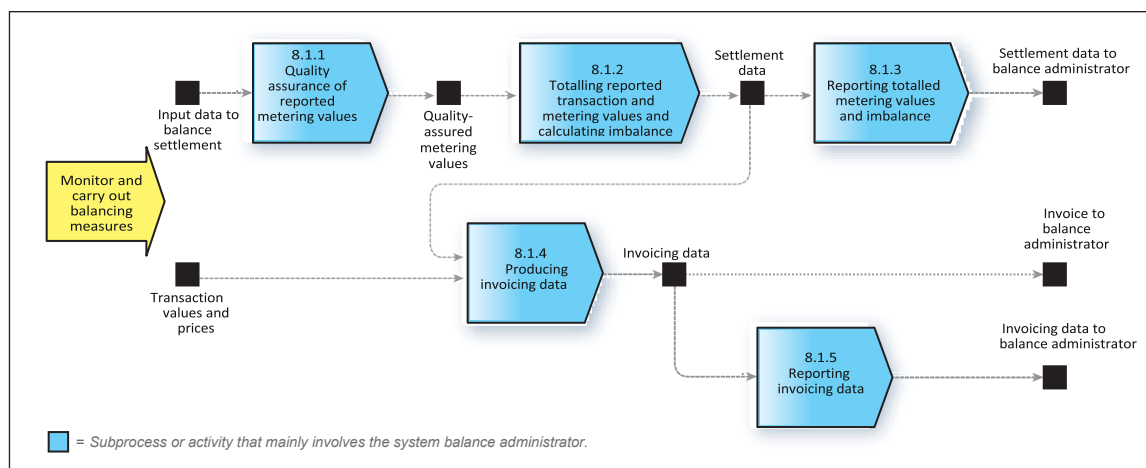 8.1.1
Quality
assurance of
reported
metering values
8.1.2
Totalling reported
transaction and
metering values and
calculating imbalance
Settlement
data
8.1.3
Reporting totalled
metering values
and imbalance
Settlement data to
balance administrator
Input data to
balance
settlement
Quality-
assured
metering
values
Monitor and
carry out
balancing
measures
8.1.4
Producing
invoicing data
Invoicing data
Invoice to
balance
administrator
Transaction
values and
prices
8.1.5
Reporting
invoicing data
Invoicing data to
balance administrator
= Subprocess or activity that mainly involves the system balance administrator.